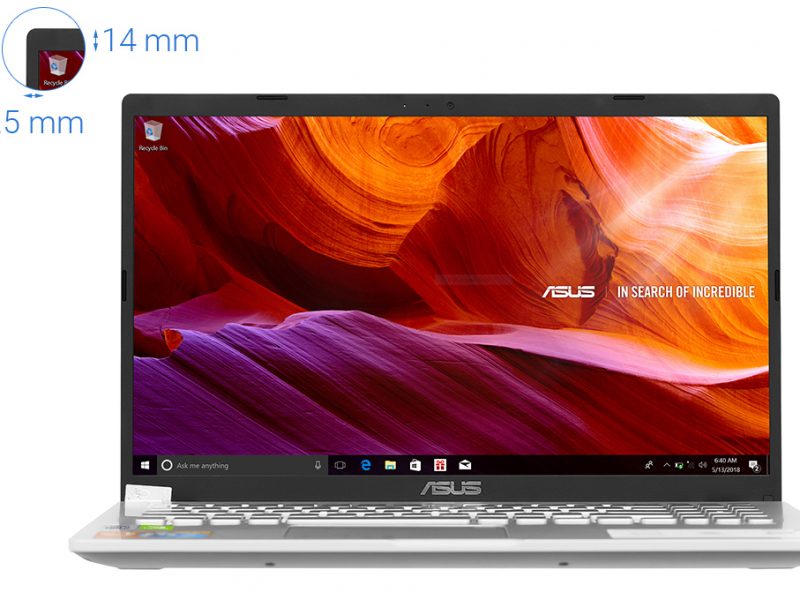 14 mm
Recycle Bin
.5 mm
Recycle Bin
ASUS | IN SEARCH OF INCREDIBLE
Ask me anything
6:40 AM
5/13/2018
2
ASUS